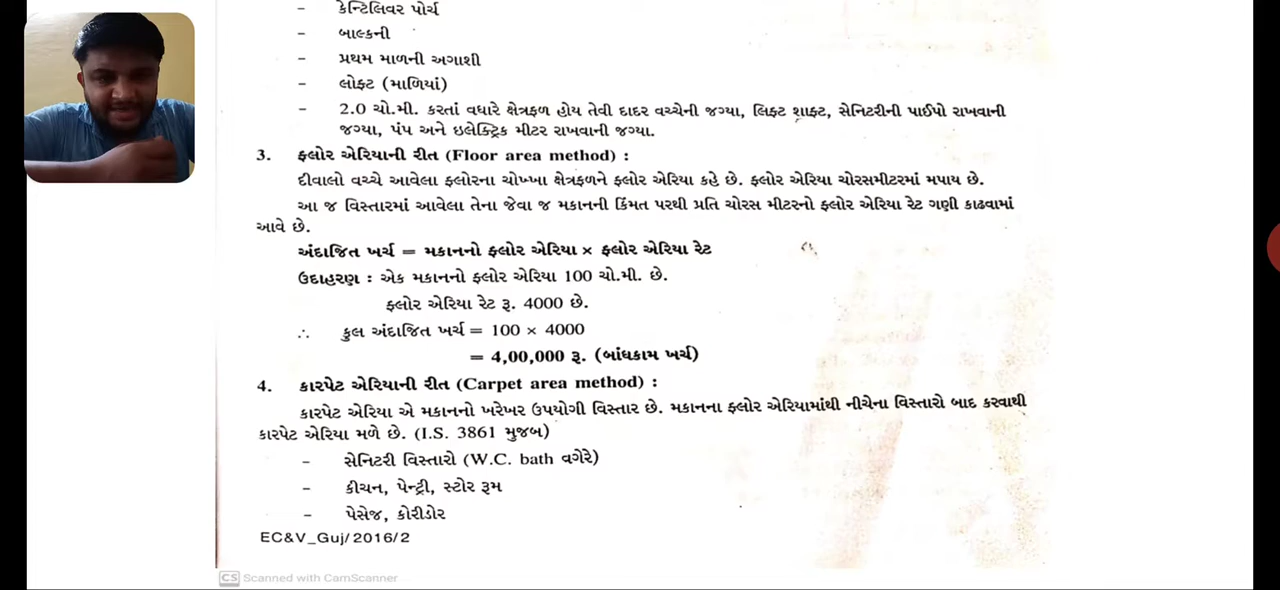 - કેન્ટિલિવર પોર્ચ
- બાલ્કની
- પ્રથમ માળની અગાશી
- લોફ્ટ (માળિયાં)
- 2.0 ચો.મી. કરતાં વધારે ક્ષેત્રફળ હોય તેવી દાદર વચ્ચેની જગ્યા, લિફ્ટ શાફ્ટ, સેનિટરીની પાઈપો રાખવાની
જગ્યા, પંપ અને ઇલેક્ટ્રિક મીટર રાખવાની જગ્યા.
3. ફ્લોર એરિયાની રીત (Floor area method) :
દીવાલો વચ્ચે આવેલા ફ્લોરના ચોખ્ખા ક્ષેત્રફળને ફ્લોર એરિયા કહે છે. ફ્લોર એરિયા ચોરસમીટરમાં મપાય છે.
આ જ વિસ્તારમાં આવેલા તેના જેવા જ મકાનની કિંમત પરથી પ્રતિ ચોરસ મીટરનો ફ્લોર એરિયા રેટ ગણી કાઢવામાં
આવે છે.
અંદાજિત ખર્ચ = મકાનનો ફ્લોર એરિયા × ફ્લોર એરિયા રેટ
ઉદાહરણ : એક મકાનનો ફ્લોર એરિયા 100 ચો.મી. છે.
ફ્લોર એરિયા રેટ રૂ. 4000 છે.
∴ કુલ અંદાજિત ખર્ચ = 100 × 4000
= 4,00,000 રૂ. (બાંધકામ ખર્ચ)
4. કારપેટ એરિયાની રીત (Carpet area method) :
કારપેટ એરિયા એ મકાનનો ખરેખર ઉપયોગી વિસ્તાર છે. મકાનના ફ્લોર એરિયામાંથી નીચેના વિસ્તારો બાદ કરવાથી
કારપેટ એરિયા મળે છે. (I.S. 3861 મુજબ)
- સેનિટરી વિસ્તારો (W.C. bath વગેરે)
- કીચન, પેન્ટ્રી, સ્ટોર રૂમ
- પેસેજ, કોરીડોર
EC&V_Guj/2016/2
CS Scanned with CamScanner